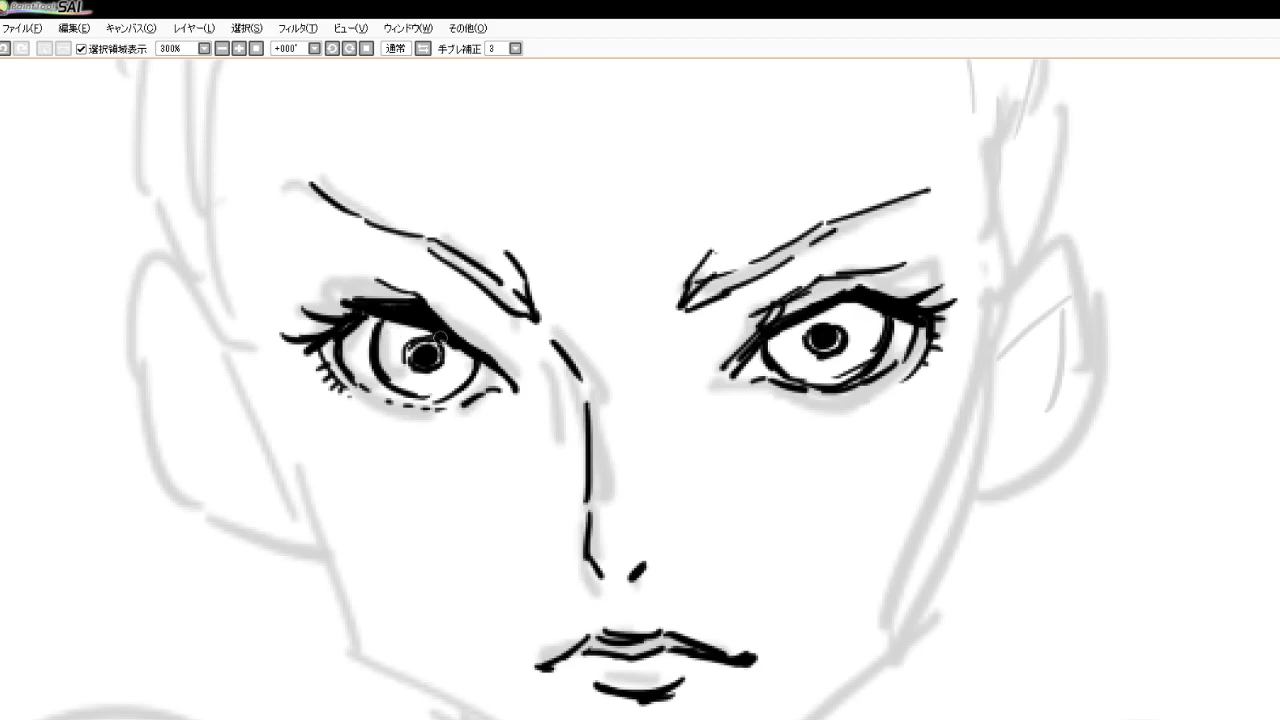 PaintTool SAI
ファイル(F) 編集(E) キャンバス(C) レイヤー(L) 選択(S) フィルタ(T) ビュー(V) ウィンドウ(W) その他(O)
選択領域表示 300% +000° 通常 手ブレ補正 3